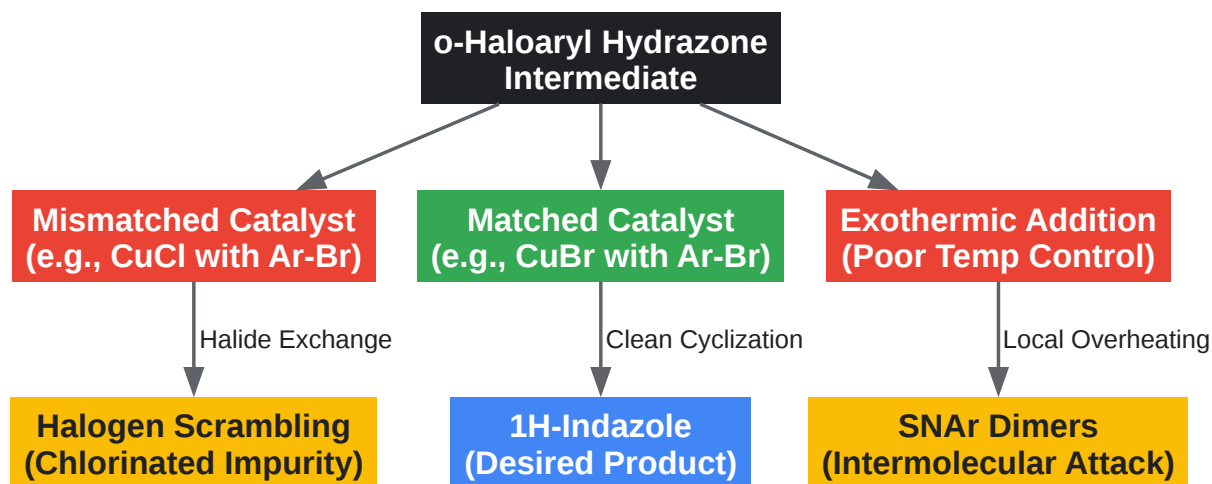 o-Haloaryl Hydrazone
Intermediate
Mismatched Catalyst
(e.g., CuCl with Ar-Br)
Matched Catalyst
(e.g., CuBr with Ar-Br)
Exothermic Addition
(Poor Temp Control)
Halide Exchange
Clean Cyclization
Local Overheating
Halogen Scrambling
(Chlorinated Impurity)
1H-Indazole
(Desired Product)
SNAr Dimers
(Intermolecular Attack)